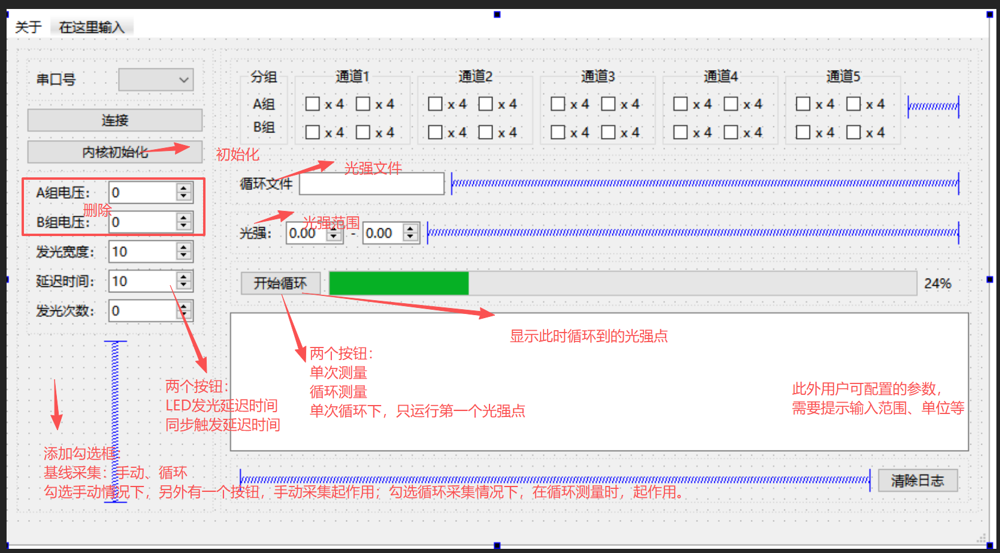 关于 在这里输入
串口号
连接
内核初始化
初始化
A组电压： 0
删除
B组电压： 0
发光宽度： 10
延迟时间： 10
发光次数： 0
两个按钮：
LED发光延迟时间
同步触发延迟时间
添加勾选框：
基线采集：手动、循环
勾选手动情况下，另外有一个按钮，手动采集起作用；勾选循环采集情况下，在循环测量时，起作用。
分组 通道1 通道2 通道3 通道4 通道5
A组 x 4 x 4 x 4 x 4 x 4 x 4 x 4 x 4 x 4 x 4
B组 x 4 x 4 x 4 x 4 x 4 x 4 x 4 x 4 x 4 x 4
光强文件
循环文件
光强范围
光强： 0.00 - 0.00
开始循环 24%
显示此时循环到的光强点
两个按钮：
单次测量
循环测量
单次循环下，只运行第一个光强点
此外用户可配置的参数，
需要提示输入范围、单位等
清除日志